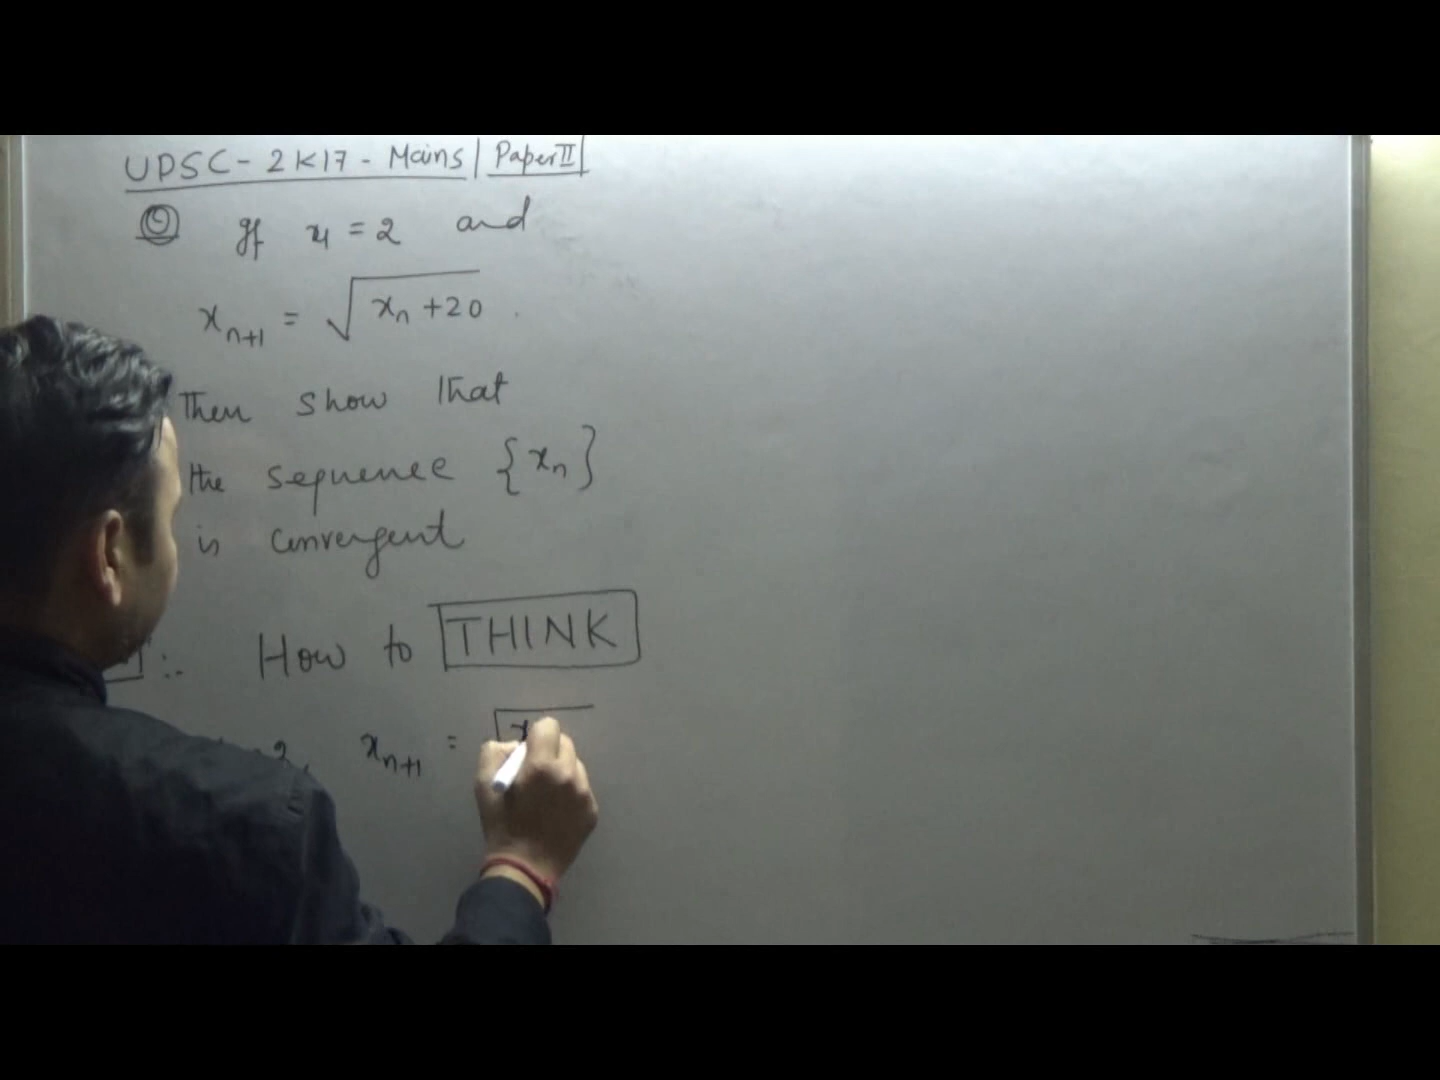 UPSC - 2K17 - Mains | Paper II
Q If x₁ = 2 and
xₙ₊₁ = √(xₙ + 20) .
Then show that
the sequence {xₙ}
is convergent
:- How to THINK
2, xₙ₊₁ = √x